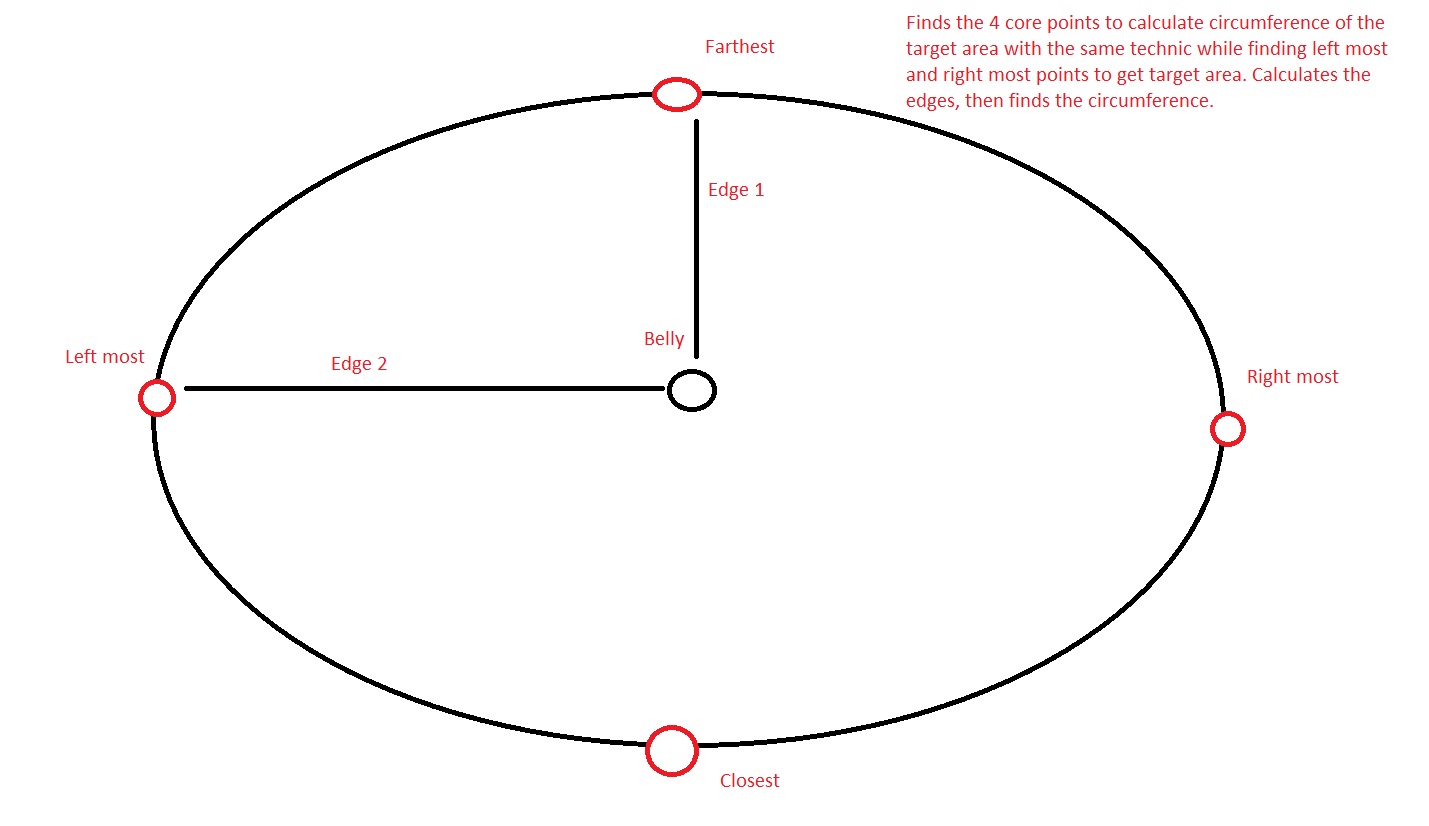 Finds the 4 core points to calculate circumference of the
target area with the same technic while finding left most
and right most points to get target area. Calculates the
edges, then finds the circumference.
Farthest
Edge 1
Belly
Left most
Edge 2
Right most
Closest